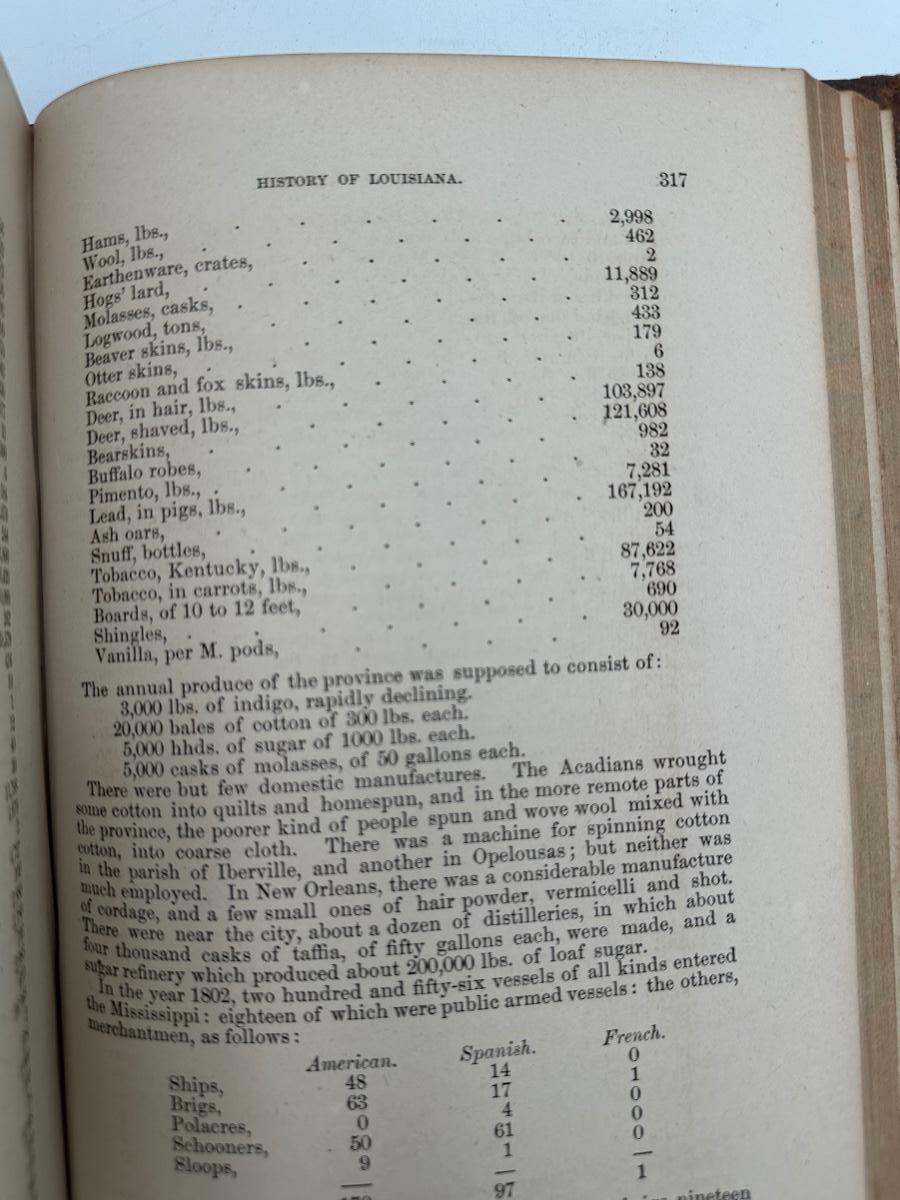 HISTORY OF LOUISIANA. 317
Hams, lbs., 2,998
Wool, lbs., 462
Earthenware, crates, 2
Hogs' lard, 11,889
Molasses, casks, 312
Logwood, tons, 433
Beaver skins, lbs., 179
Otter skins, 6
Raccoon and fox skins, lbs., 138
Deer, in hair, lbs., 103,897
Deer, shaved, lbs., 121,608
Bearskins, 982
Buffalo robes, 32
Pimento, lbs., 7,281
Lead, in pigs, lbs., 167,192
Ash oars, 200
Snuff, bottles, 54
Tobacco, Kentucky, lbs., 87,622
Tobacco, in carrots, lbs., 7,768
Boards, of 10 to 12 feet, 690
Shingles, 30,000
Vanilla, per M. pods, 92
The annual produce of the province was supposed to consist of:
3,000 lbs. of indigo, rapidly declining.
20,000 bales of cotton of 300 lbs. each.
5,000 hhds. of sugar of 1000 lbs. each.
5,000 casks of molasses, of 50 gallons each.
There were but few domestic manufactures. The Acadians wrought
some cotton into quilts and homespun, and in the more remote parts of
the province, the poorer kind of people spun and wove wool mixed with
cotton, into coarse cloth. There was a machine for spinning cotton
in the parish of Iberville, and another in Opelousas; but neither was
much employed. In New Orleans, there was a considerable manufacture
of cordage, and a few small ones of hair powder, vermicelli and shot.
There were near the city, about a dozen of distilleries, in which about
four thousand casks of taffia, of fifty gallons each, were made, and a
sugar refinery which produced about 200,000 lbs. of loaf sugar.
In the year 1802, two hundred and fifty-six vessels of all kinds entered
the Mississippi: eighteen of which were public armed vessels: the others,
merchantmen, as follows:
American. Spanish. French.
Ships, 48 14 0
Brigs, 63 17 1
Polacres, 0 4 0
Schooners, 50 61 0
Sloops, 9 1 0
97 1
nineteen